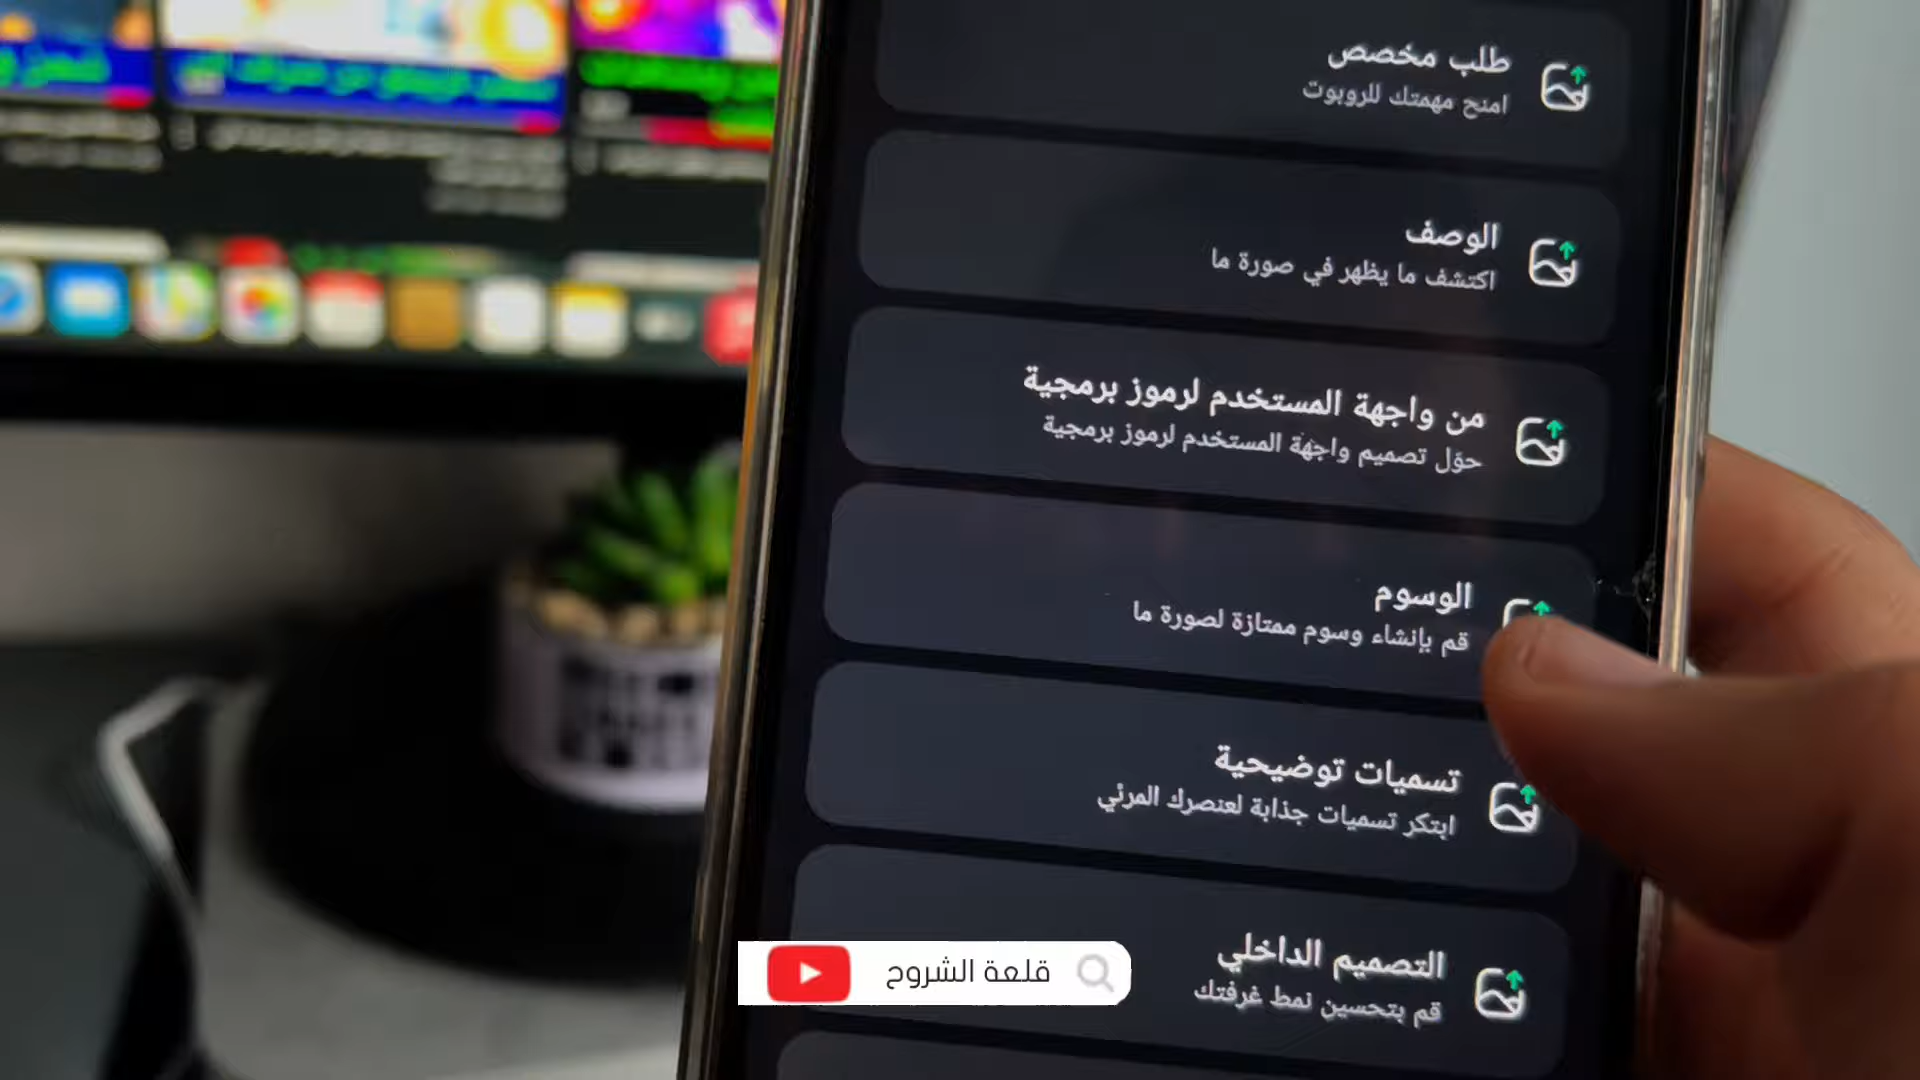 طلب مخصص
امنح مهمتك للروبوت
الوصف
اكتشف ما يظهر في صورة ما
من واجهة المستخدم لرموز برمجية
حوّل تصميم واجهة المستخدم لرموز برمجية
الوسوم
قم بإنشاء وسوم ممتازة لصورة ما
تسميات توضيحية
ابتكر تسميات جذابة لعنصرك المرئي
التصميم الداخلي
قم بتحسين نمط غرفتك
قلعة الشروح